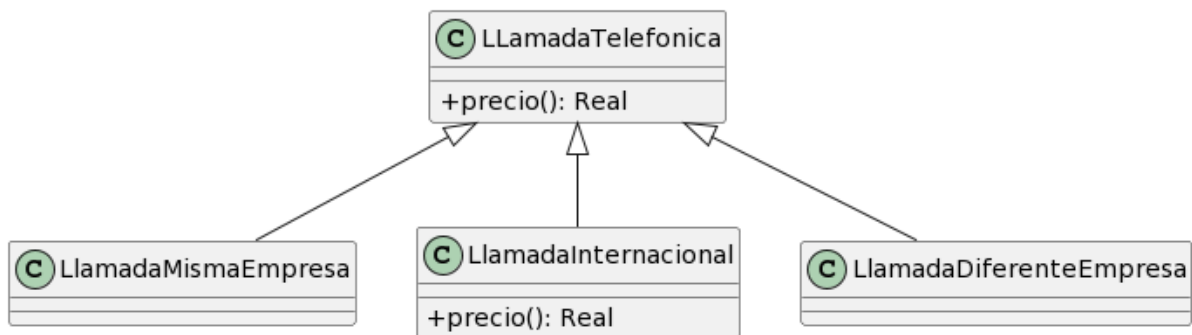 C LLamadaTelefonica
+precio(): Real
C LlamadaMismaEmpresa
C LlamadaInternacional
+precio(): Real
C LlamadaDiferenteEmpresa